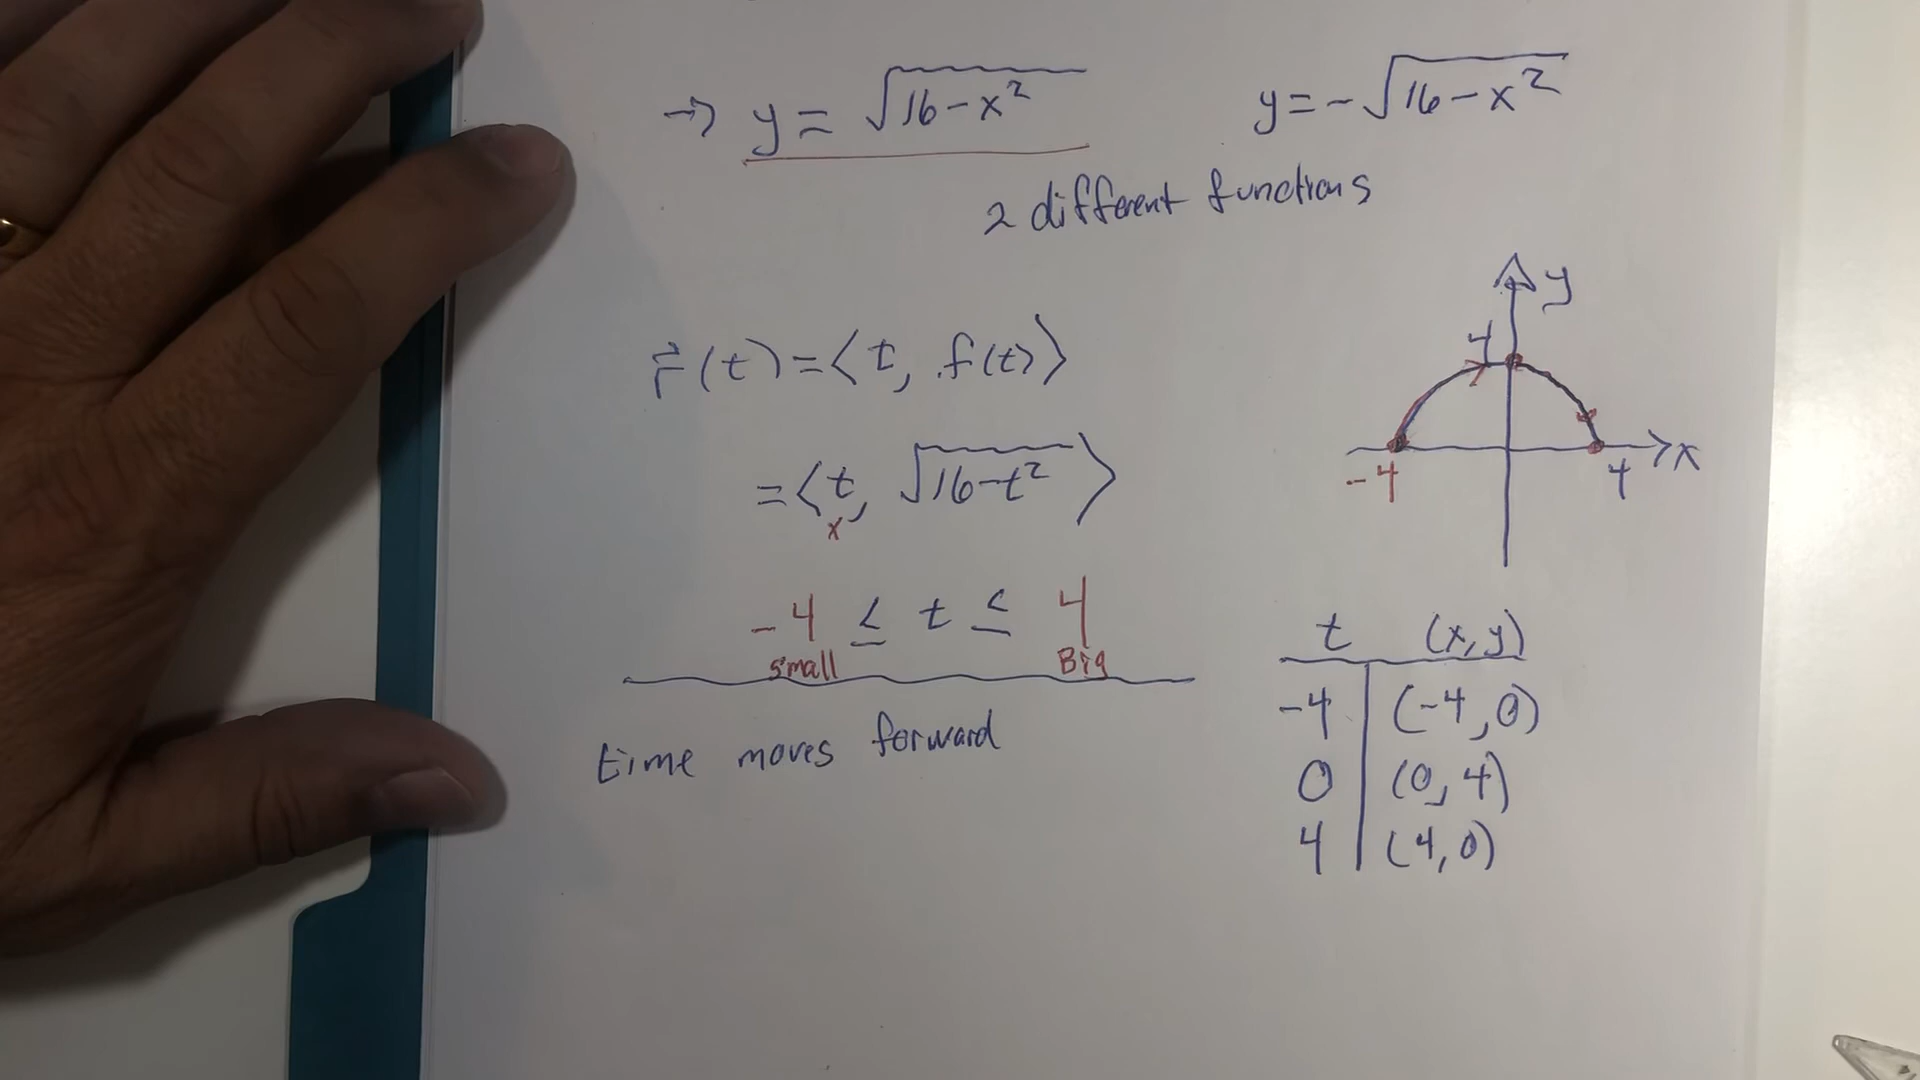 → y = √(16-x²) y = -√(16-x²)
2 different functions
r⃗(t) = ⟨t, f(t)⟩
= ⟨t, √(16-t²)⟩
x
-4 ≤ t ≤ 4
small Big
time moves forward
y
4
x
-4 4
t (x,y)
-4 (-4,0)
0 (0,4)
4 (4,0)